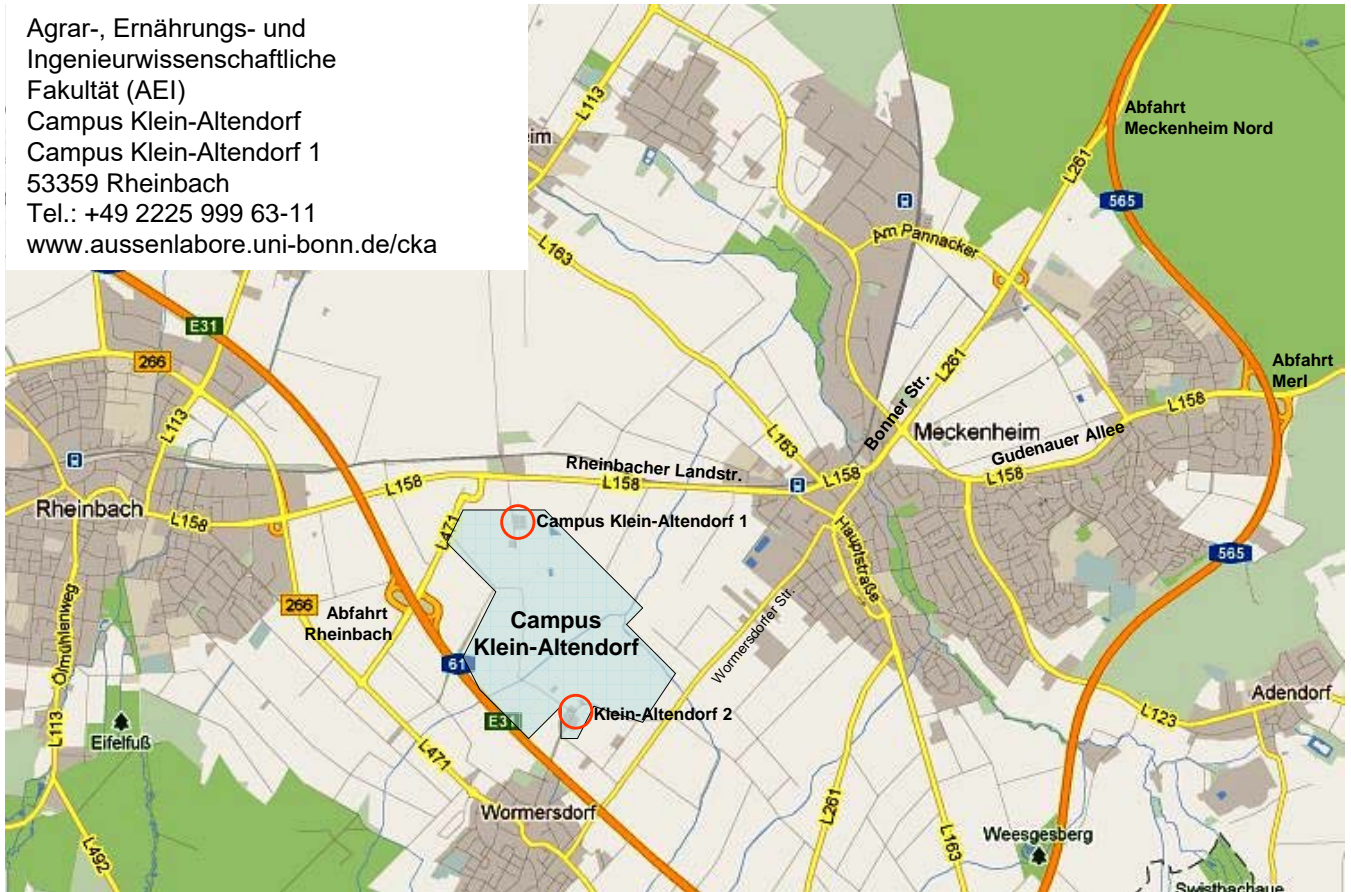 Agrar-, Ernährungs- und
Ingenieurwissenschaftliche
Fakultät (AEI)
Campus Klein-Altendorf
Campus Klein-Altendorf 1
53359 Rheinbach
Tel.: +49 2225 999 63-11
www.aussenlabore.uni-bonn.de/cka
L113
im
Abfahrt
Meckenheim Nord
L261
565
Am Pannacker
L163
E31
266
L261
Abfahrt
Merl
L113
Bonner Str.
L158
Meckenheim
Gudenauer Allee
L163
Rheinbacher Landstr.
L158
L158
L158
L158
Rheinbach
L158
L471
Campus Klein-Altendorf 1
Hauptstraße
565
266
Abfahrt
Rheinbach
Campus
Klein-Altendorf
Wormersdorfer Str.
Ölmühlenweg
61
Klein-Altendorf 2
E31
Adendorf
L123
L113
Eifelfuß
L471
Wormersdorf
L261
L163
Weesgesberg
L492
Swistbachaue